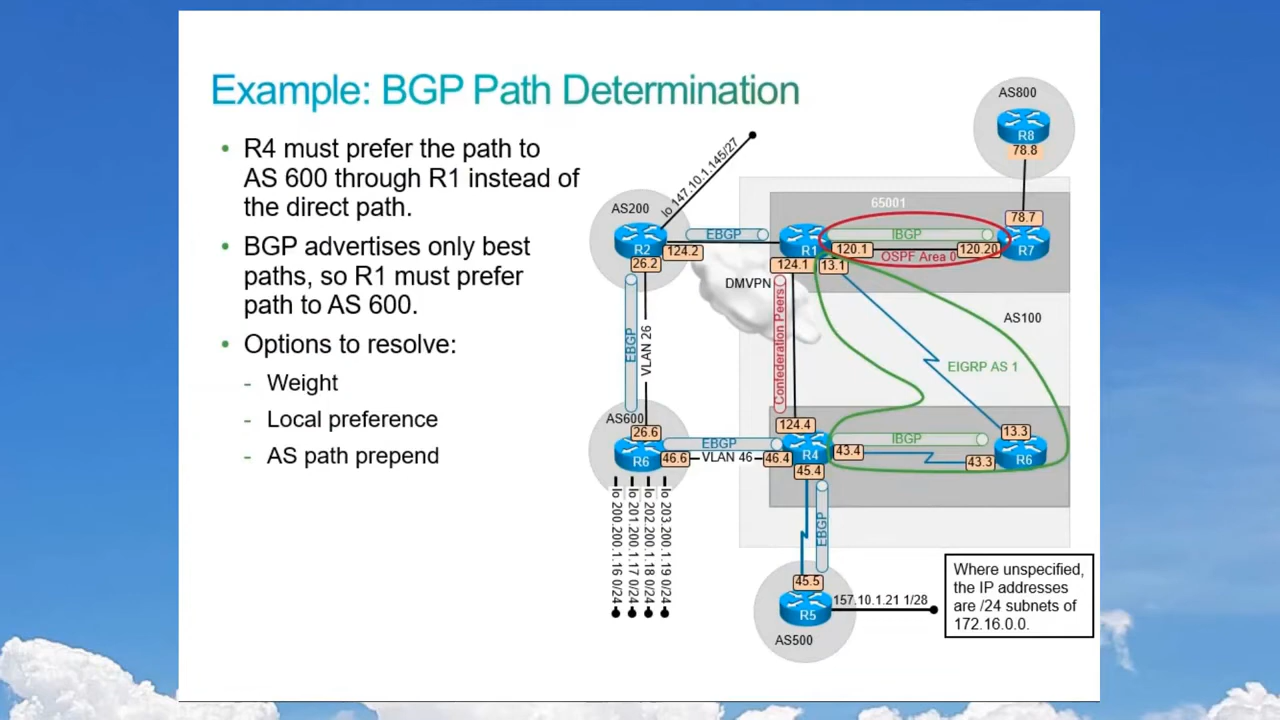 Example: BGP Path Determination
• R4 must prefer the path to
AS 600 through R1 instead of
the direct path.
• BGP advertises only best
paths, so R1 must prefer
path to AS 600.
• Options to resolve:
- Weight
- Local preference
- AS path prepend
AS800
R8
78.8
lo 147.10.1.145/27
65001
AS200
78.7
EBGP
IBGP
R2
R1
R7
124.2
120.1
120.20
OSPF Area 0
26.2
124.1
13.1
DMVPN
AS100
EBGP
VLAN 26
Confederation Peers
EIGRP AS 1
AS600
26.6
124.4
13.3
EBGP
IBGP
R6
46.6
VLAN 46
46.4
R4
43.4
43.3
R6
45.4
lo 200.200.1.16 0/24
lo 201.200.1.17 0/24
lo 202.200.1.18 0/24
lo 203.200.1.19 0/24
EBGP
45.5
R5
157.10.1.21 1/28
AS500
Where unspecified,
the IP addresses
are /24 subnets of
172.16.0.0.